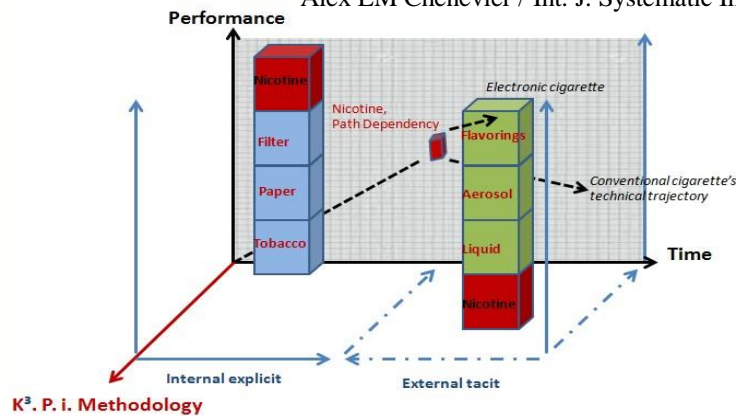 Alex EM Chenevier / Int. J. Systematic In
Performance
Nicotine
Filter
Paper
Tobacco
Nicotine,
Path Dependency
Electronic cigarette
Flavorings
Aerosol
Liquid
Nicotine
Conventional cigarette's
technical trajectory
Time
Internal explicit
External tacit
K³. P. i. Methodology